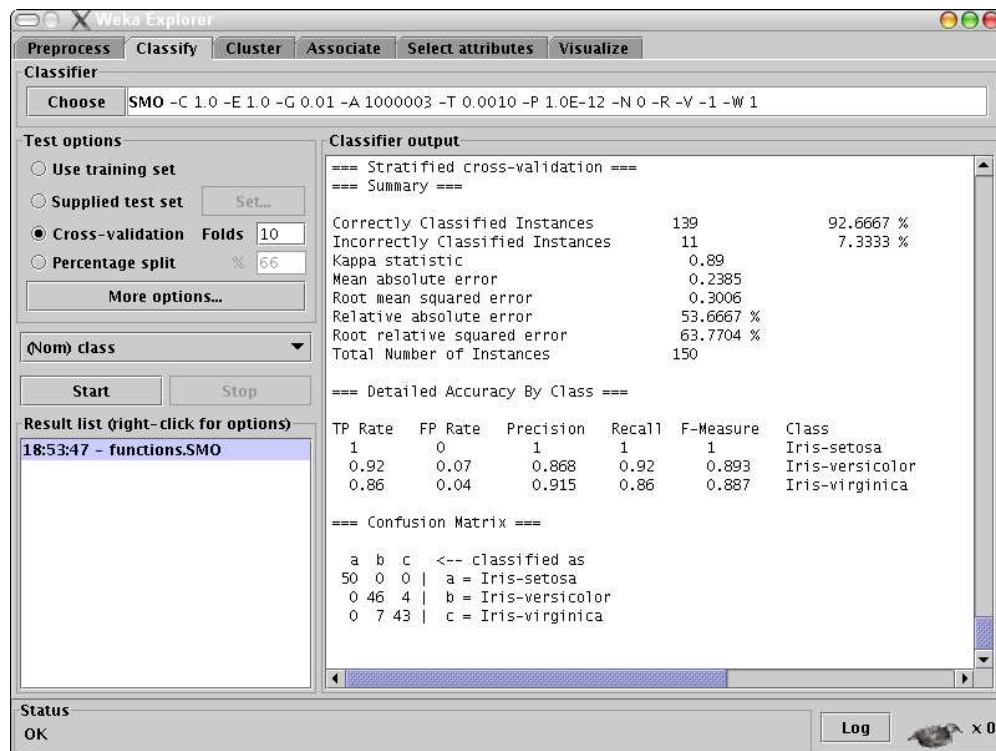 Weka Explorer
Preprocess Classify Cluster Associate Select attributes Visualize
Classifier
Choose SMO -C 1.0 -E 1.0 -G 0.01 -A 1000003 -T 0.0010 -P 1.0E-12 -N 0 -R -V -1 -W 1
Test options
Use training set
Supplied test set Set...
Cross-validation Folds 10
Percentage split % 66
More options...
(Nom) class
Start Stop
Result list (right-click for options)
18:53:47 - functions.SMO
Classifier output
=== Stratified cross-validation ===
=== Summary ===
Correctly Classified Instances 139 92.6667 %
Incorrectly Classified Instances 11 7.3333 %
Kappa statistic 0.89
Mean absolute error 0.2385
Root mean squared error 0.3006
Relative absolute error 53.6667 %
Root relative squared error 63.7704 %
Total Number of Instances 150
=== Detailed Accuracy By Class ===
TP Rate FP Rate Precision Recall F-Measure Class
1 0 1 1 1 Iris-setosa
0.92 0.07 0.868 0.92 0.893 Iris-versicolor
0.86 0.04 0.915 0.86 0.887 Iris-virginica
=== Confusion Matrix ===
a b c <-- classified as
50 0 0 | a = Iris-setosa
0 46 4 | b = Iris-versicolor
0 7 43 | c = Iris-virginica
Status
OK
Log x 0